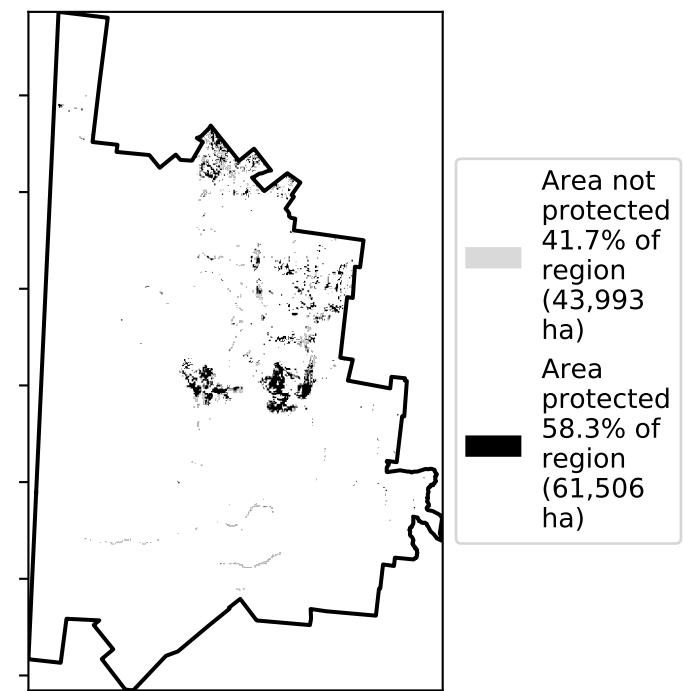 Area not
protected
41.7% of
region
(43,993
ha)
Area
protected
58.3% of
region
(61,506
ha)